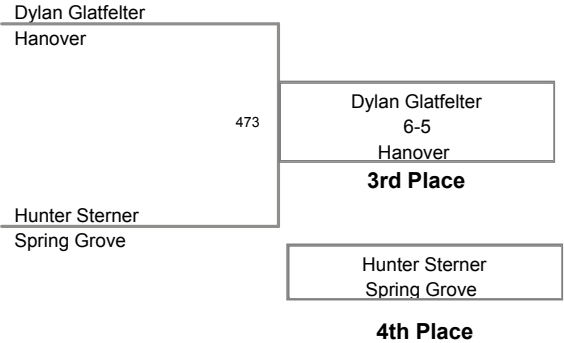 Dylan Glatfelter
Hanover
473
Dylan Glatfelter
6-5
Hanover
3rd Place
Hunter Sterner
Spring Grove
Hunter Sterner
Spring Grove
4th Place